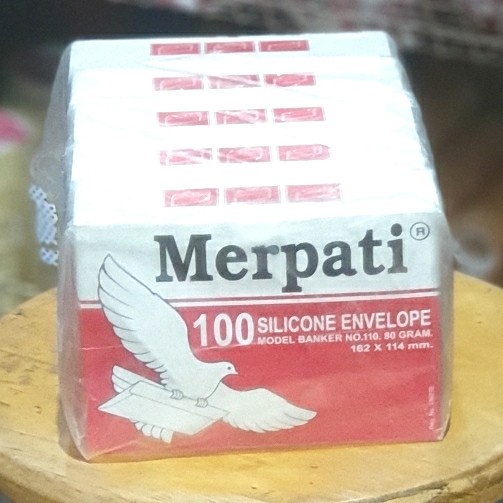 Merpati ®
100 SILICONE ENVELOPE
MODEL BANKER NO.110, 80 GRAM.
162 X 114 mm.